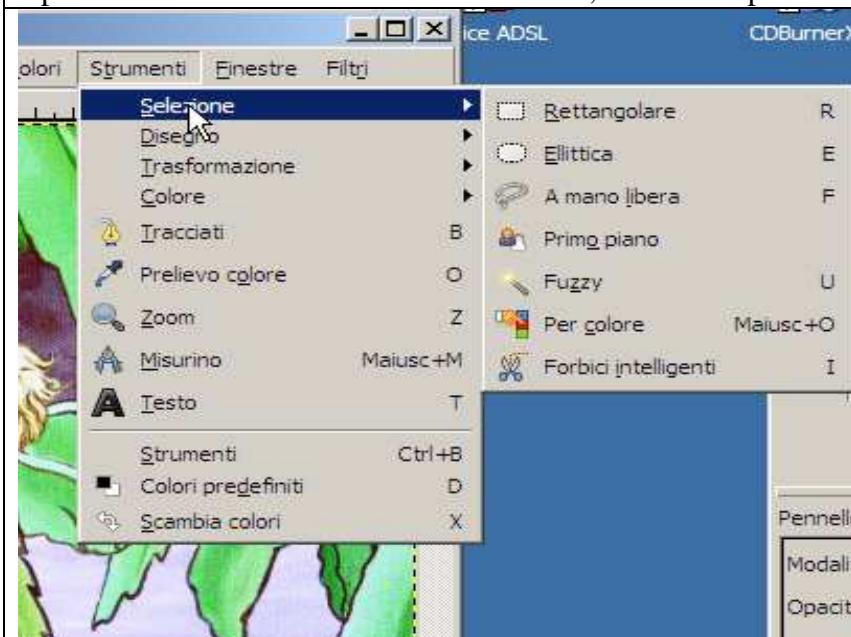 ice ADSL CDBurnerX
olori Strumenti Finestre Filtri
Selezione
Disegno
Trasformazione
Colore
Tracciati B
Prelievo colore O
Zoom Z
Misurino Maiusc+M
Testo T
Strumenti Ctrl+B
Colori predefiniti D
Scambia colori X
Rettangolare R
Ellittica E
A mano libera F
Primo piano
Fuzzy U
Per colore Maiusc+O
Forbici intelligenti I
Pennell
Modali
Opacit